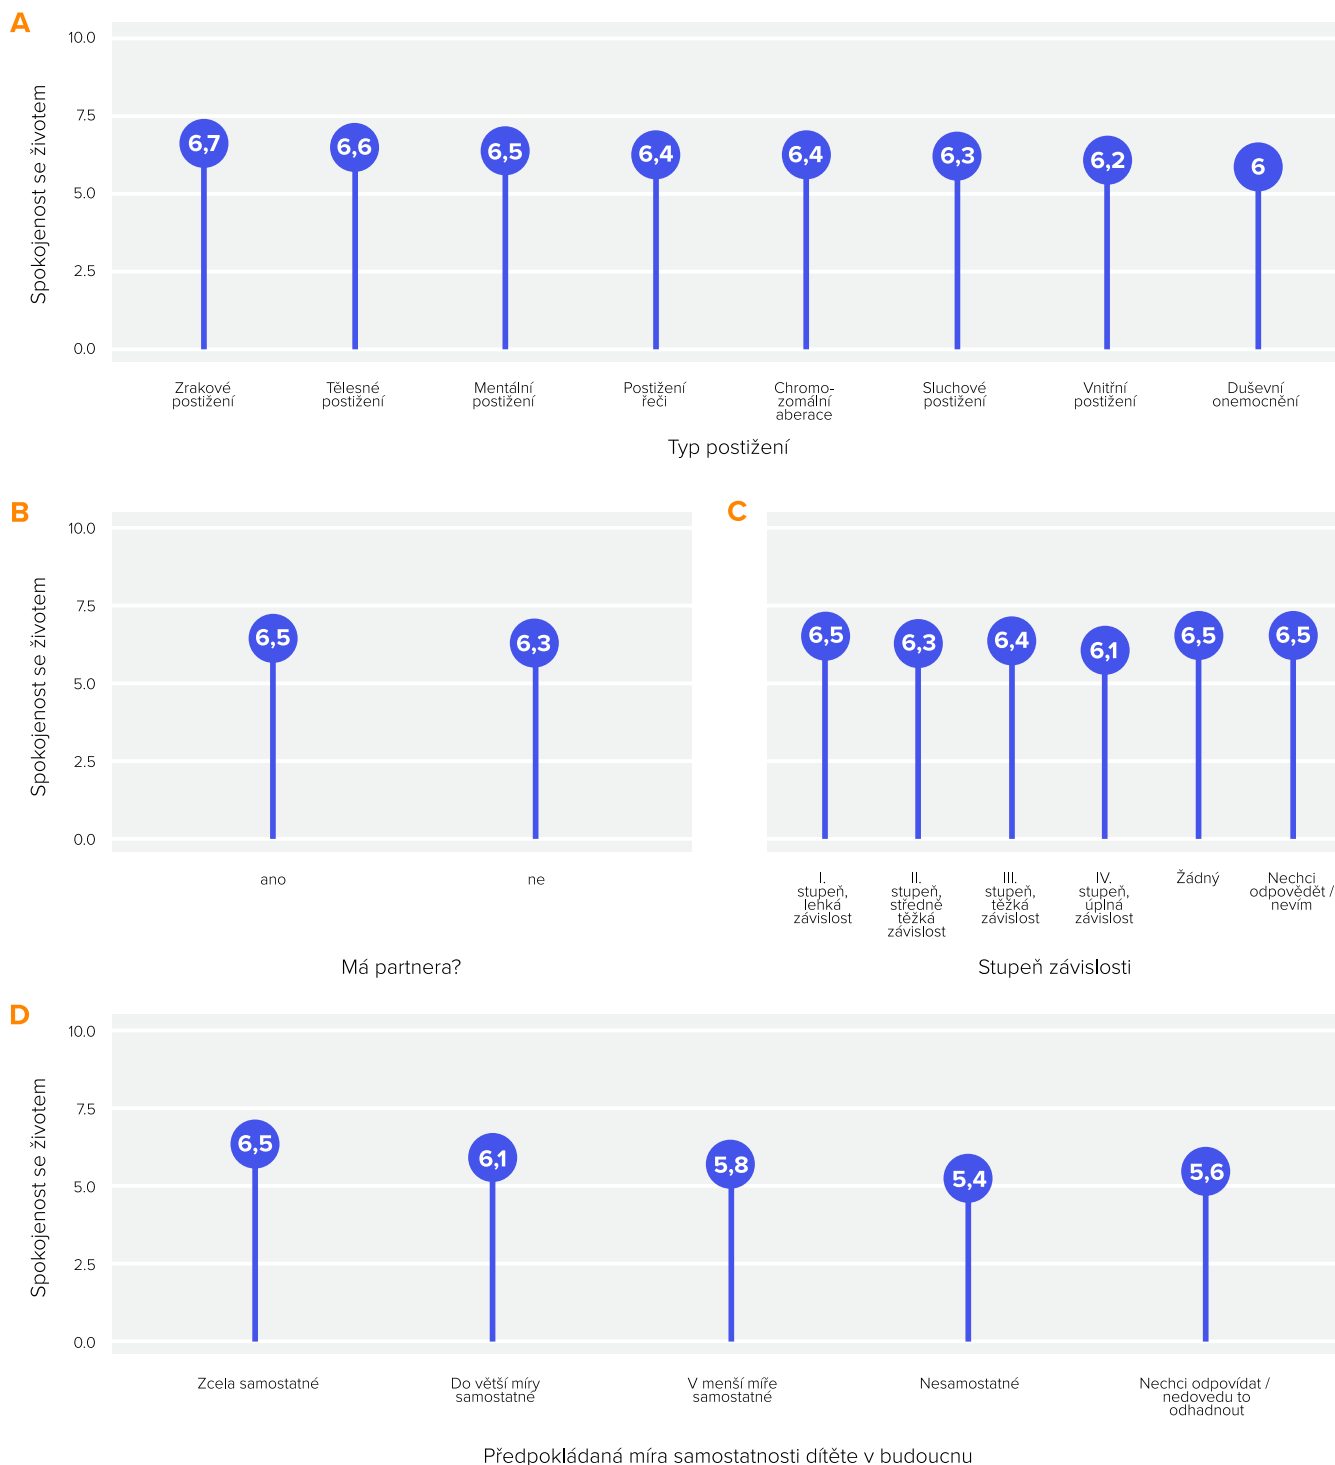 A
Spokojenost se životem
10.0
7.5
5.0
2.5
0.0
6,7
6,6
6,5
6,4
6,4
6,3
6,2
6
Zrakové
postižení
Tělesné
postižení
Mentální
postižení
Postižení
řeči
Chromo-
zomální
aberace
Sluchové
postižení
Vnitřní
postižení
Duševní
onemocnění
Typ postižení
B
Spokojenost se životem
10.0
7.5
5.0
2.5
0.0
6,5
6,3
ano
ne
Má partnera?
C
6,5
6,3
6,4
6,1
6,5
6,5
I.
stupeň,
lehká
závislost
II.
stupeň,
středně
těžká
závislost
III.
stupeň,
těžká
závislost
IV.
stupeň,
úplná
závislost
Žádný
Nechci
odpovědět /
nevím
Stupeň závislosti
D
Spokojenost se životem
10.0
7.5
5.0
2.5
0.0
6,5
6,1
5,8
5,4
5,6
Zcela samostatné
Do větší míry
samostatné
V menší míře
samostatné
Nesamostatné
Nechci odpovídat /
nedovedu to
odhadnout
Předpokládaná míra samostatnosti dítěte v budoucnu